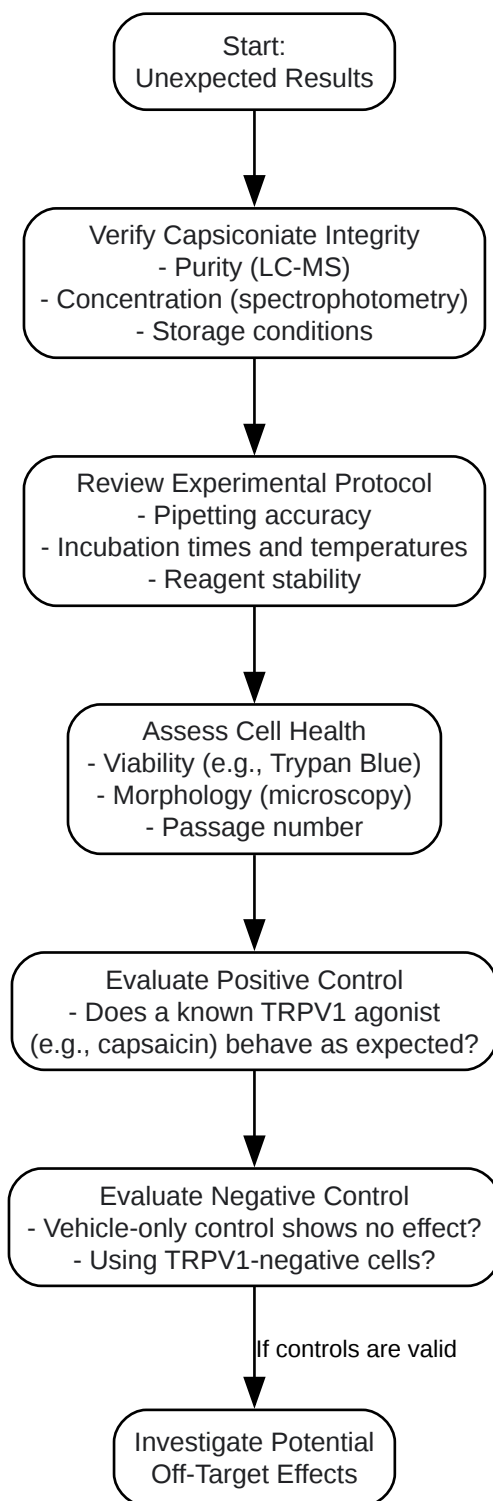 Start:
Unexpected Results
Verify Capsiconiate Integrity
- Purity (LC-MS)
- Concentration (spectrophotometry)
- Storage conditions
Review Experimental Protocol
- Pipetting accuracy
- Incubation times and temperatures
- Reagent stability
Assess Cell Health
- Viability (e.g., Trypan Blue)
- Morphology (microscopy)
- Passage number
Evaluate Positive Control
- Does a known TRPV1 agonist
(e.g., capsaicin) behave as expected?
Evaluate Negative Control
- Vehicle-only control shows no effect?
- Using TRPV1-negative cells?
If controls are valid
Investigate Potential
Off-Target Effects